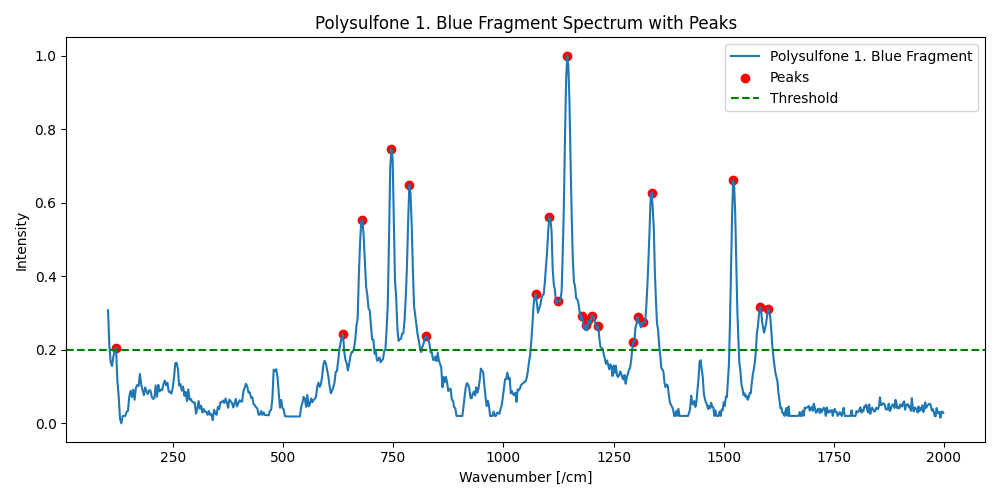 Polysulfone 1. Blue Fragment Spectrum with Peaks
Polysulfone 1. Blue Fragment
Peaks
Threshold
1.0
0.8
0.6
0.4
0.2
0.0
Intensity
250
500
750
1000
1250
1500
1750
2000
Wavenumber [/cm]